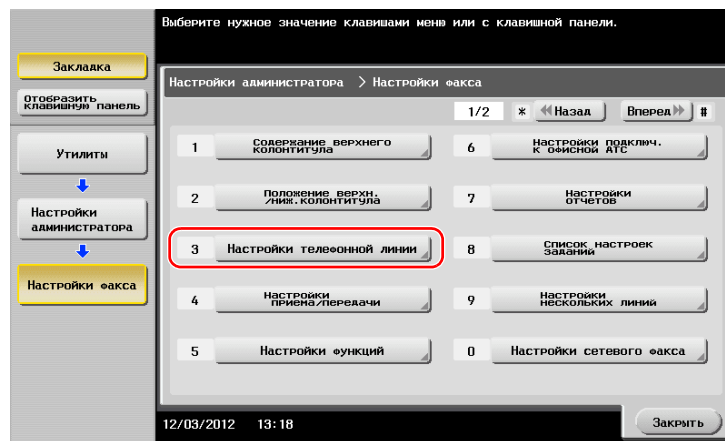 Выберите нужное значение клавишами меню или с клавишной панели.
Закладка
Отобразить
клавишную панель
Утилиты
Настройки
администратора
Настройки факса
Настройки администратора > Настройки факса
1/2 * Назад Вперед #
1 Содержание верхнего
колонтитула
2 Положение верхн.
/ниж.колонтитула
3 Настройки телефонной линии
4 Настройки
приема/передачи
5 Настройки функций
6 Настройки подключ.
к офисной АТС
7 Настройки
отчетов
8 Список настроек
заданий
9 Настройки
нескольких линий
0 Настройки сетевого факса
12/03/2012 13:18
Закрыть